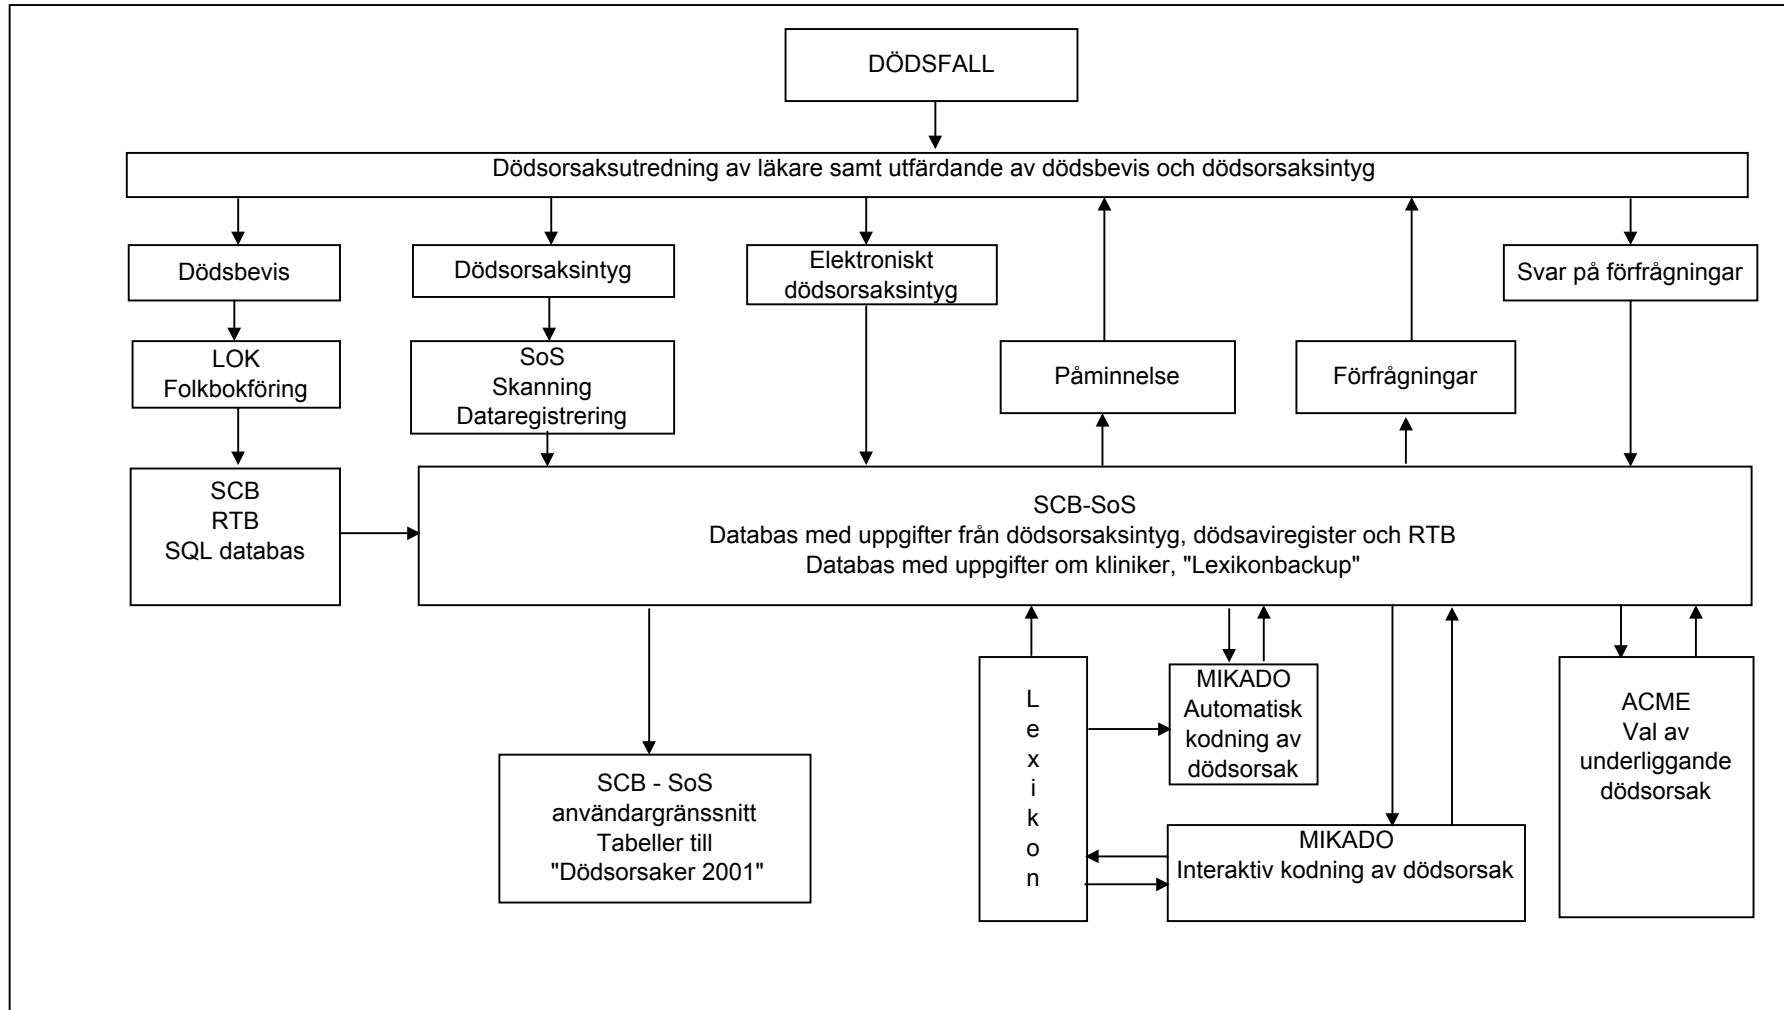 DÖDSFALL
Dödsorsaksutredning av läkare samt utfärdande av dödsbevis och dödsorsaksintyg
Dödsbevis
Dödsorsaksintyg
Elektroniskt
dödsorsaksintyg
Svar på förfrågningar
LOK
Folkbokföring
SoS
Skanning
Dataregistrering
Påminnelse
Förfrågningar
SCB
RTB
SQL databas
SCB-SoS
Databas med uppgifter från dödsorsaksintyg, dödsaviregister och RTB
Databas med uppgifter om kliniker, "Lexikonbackup"
SCB - SoS
användargränssnitt
Tabeller till
"Dödsorsaker 2001"
L
e
x
i
k
o
n
MIKADO
Automatisk
kodning av
dödsorsak
MIKADO
Interaktiv kodning av dödsorsak
ACME
Val av
underliggande
dödsorsak